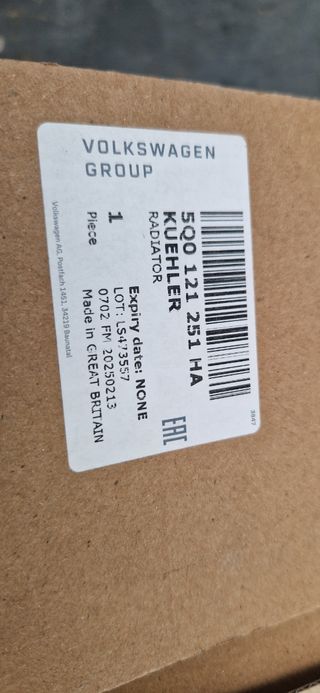 VOLKSWAGEN
GROUP
5Q0 121 251 HA
KUEHLER
RADIATOR
1
Piece
Expiry date: NONE
LOT: LS473557
0702 FM 20250213
Made in GREAT BRITAIN
EAC
3847
Volkswagen AG, Postfach 1451, 34219 Baunatal